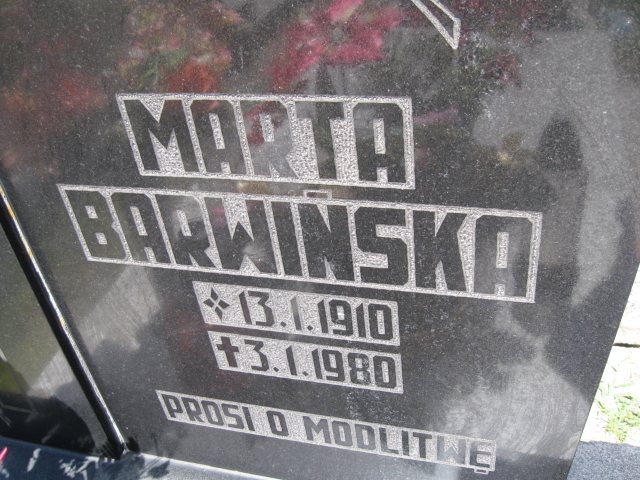 MARTA
BARWIŃSKA
13.1.1910
✝3.1.1980
PROSI O MODLITWĘ